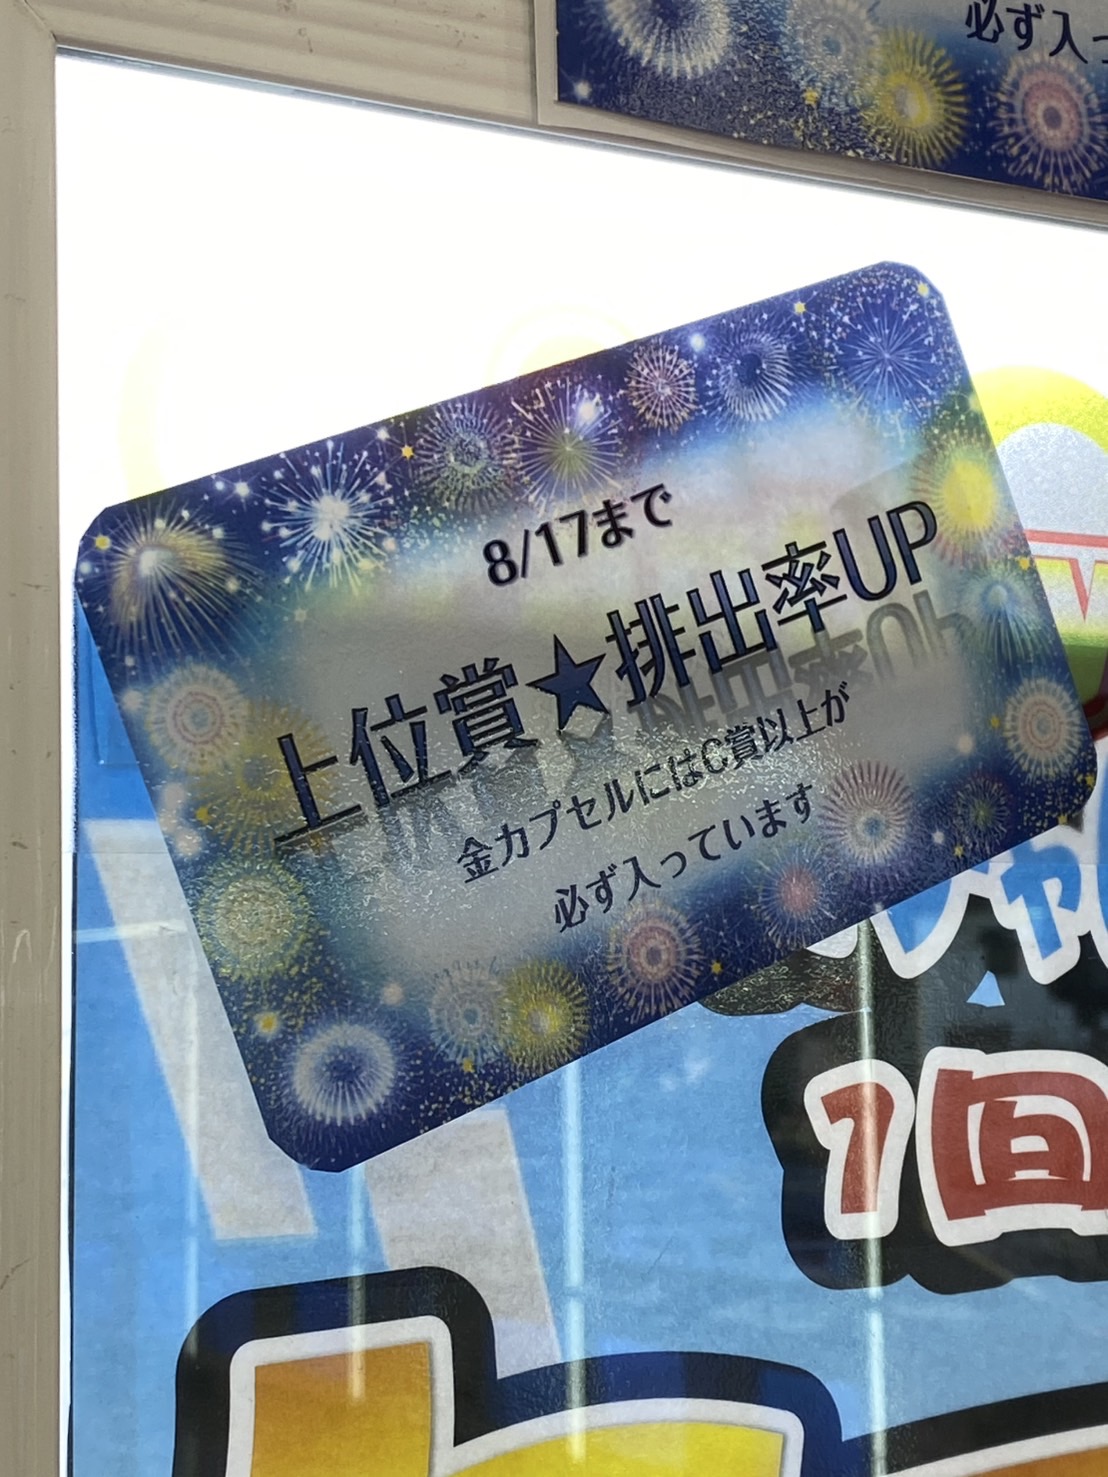 必ず入っ
8/17まで
上位賞★排出率UP
金カプセルにはC賞以上が
必ず入っています
1回